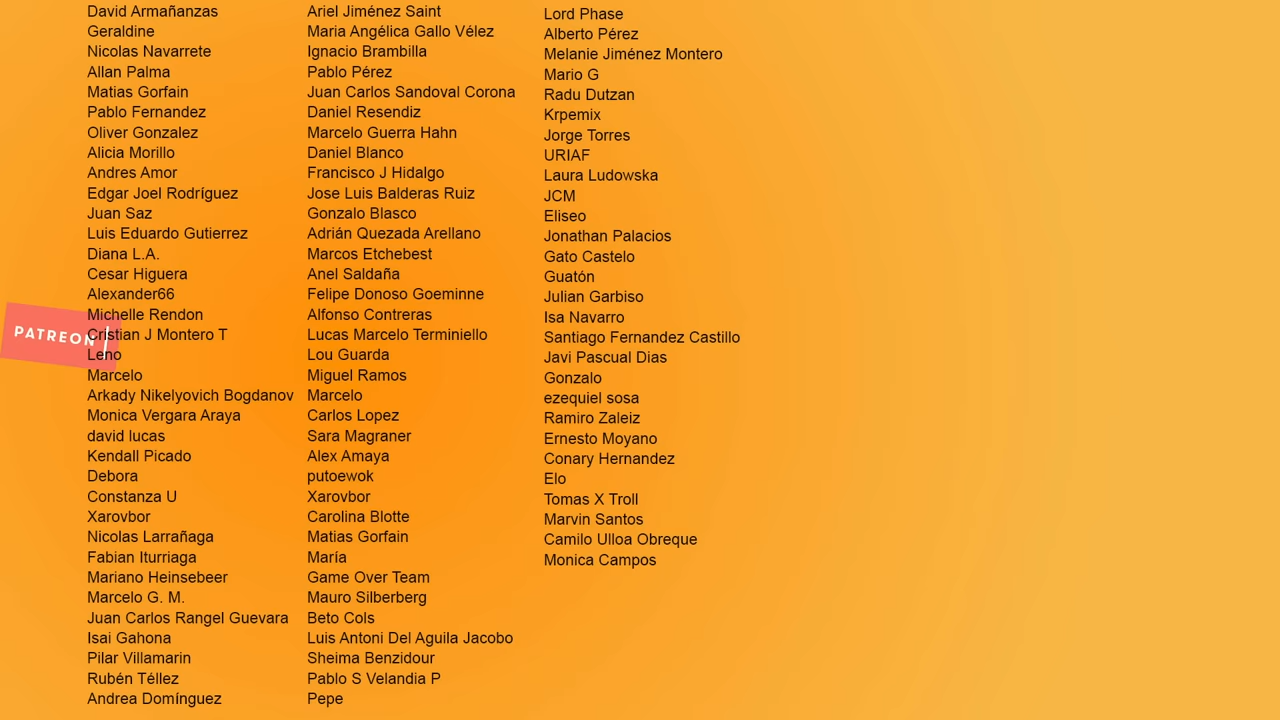 David Armañanzas
Geraldine
Nicolas Navarrete
Allan Palma
Matias Gorfain
Pablo Fernandez
Oliver Gonzalez
Alicia Morillo
Andres Amor
Edgar Joel Rodríguez
Juan Saz
Luis Eduardo Gutierrez
Diana L.A.
Cesar Higuera
Alexander66
Michelle Rendon
PATREON
Cristian J Montero T
Leno
Marcelo
Arkady Nikelyovich Bogdanov
Monica Vergara Araya
david lucas
Kendall Picado
Debora
Constanza U
Xarovbor
Nicolas Larrañaga
Fabian Iturriaga
Mariano Heinsebeer
Marcelo G. M.
Juan Carlos Rangel Guevara
Isai Gahona
Pilar Villamarin
Rubén Téllez
Andrea Domínguez
Ariel Jiménez Saint
Maria Angélica Gallo Vélez
Ignacio Brambilla
Pablo Pérez
Juan Carlos Sandoval Corona
Daniel Resendiz
Marcelo Guerra Hahn
Daniel Blanco
Francisco J Hidalgo
Jose Luis Balderas Ruiz
Gonzalo Blasco
Adrián Quezada Arellano
Marcos Etchebest
Anel Saldaña
Felipe Donoso Goeminne
Alfonso Contreras
Lucas Marcelo Terminiello
Lou Guarda
Miguel Ramos
Marcelo
Carlos Lopez
Sara Magraner
Alex Amaya
putoewok
Xarovbor
Carolina Blotte
Matias Gorfain
María
Game Over Team
Mauro Silberberg
Beto Cols
Luis Antoni Del Aguila Jacobo
Sheima Benzidour
Pablo S Velandia P
Pepe
Lord Phase
Alberto Pérez
Melanie Jiménez Montero
Mario G
Radu Dutzan
Krpemix
Jorge Torres
URIAF
Laura Ludowska
JCM
Eliseo
Jonathan Palacios
Gato Castelo
Guatón
Julian Garbiso
Isa Navarro
Santiago Fernandez Castillo
Javi Pascual Dias
Gonzalo
ezequiel sosa
Ramiro Zaleiz
Ernesto Moyano
Conary Hernandez
Elo
Tomas X Troll
Marvin Santos
Camilo Ulloa Obreque
Monica Campos